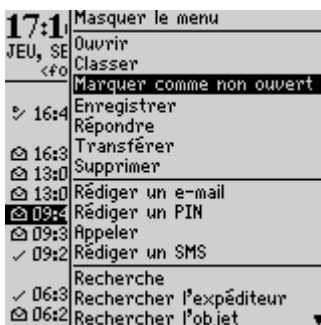 Masquer le menu
17:1
JEU, SE
<fo
Ouvrir
Classer
Marquer comme non ouvert
Enregistrer
16:4
Répondre
Transférer
16:3
Supprimer
13:0
Rédiger un e-mail
13:0
Rédiger un PIN
09:4
Appeler
09:3
Rédiger un SMS
09:2
Recherche
Rechercher l'expéditeur
06:3
Rechercher l'objet
06:2